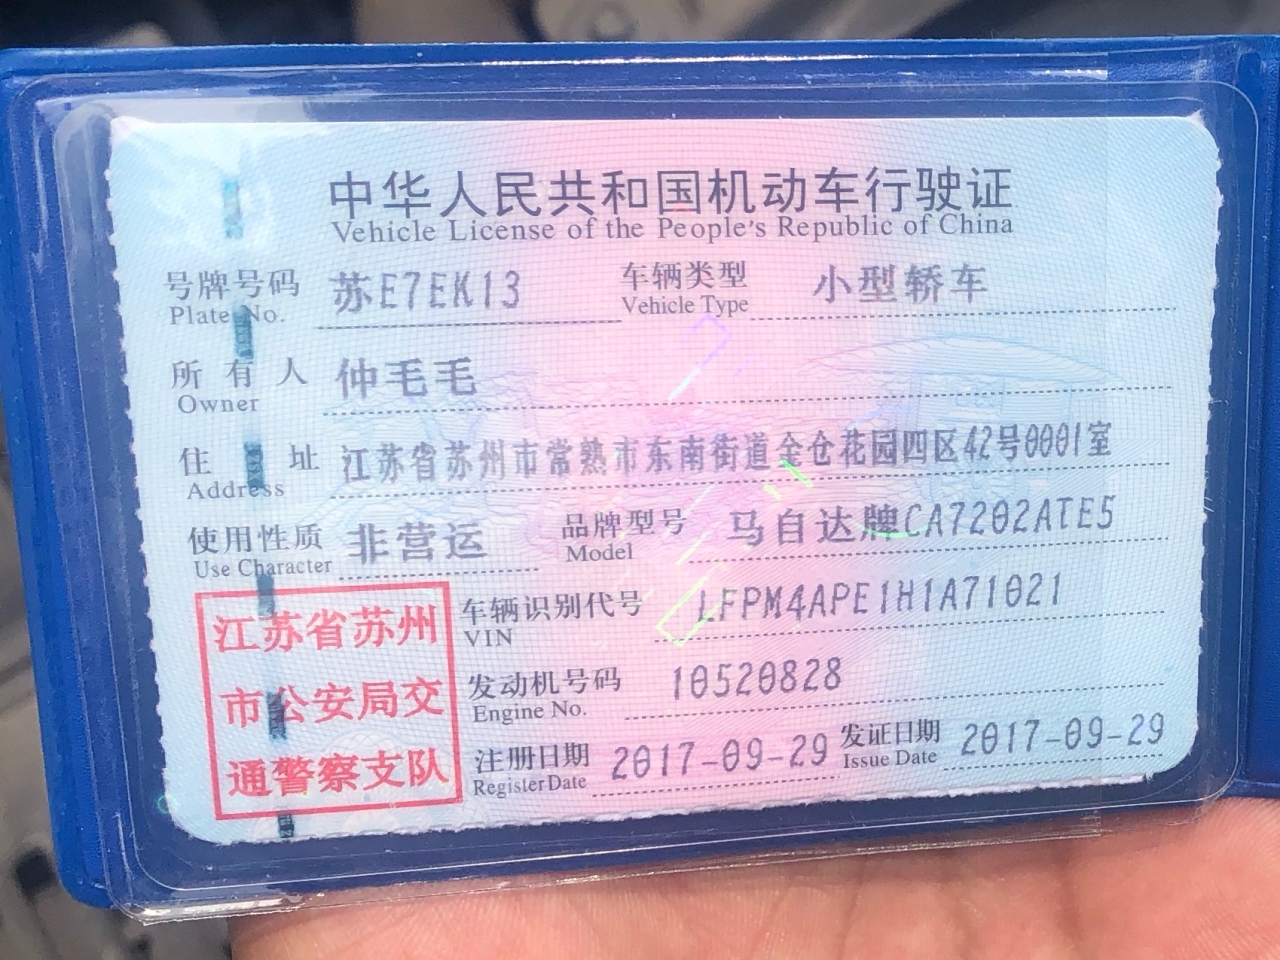 中华人民共和国机动车行驶证
Vehicle License of the People's Republic of China
号牌号码 苏E7EK13 车辆类型 小型轿车
Plate No. Vehicle Type
所有人 仲毛毛
Owner
住址 江苏省苏州市常熟市东南街道金仓花园四区42号0001室
Address
使用性质 非营运 品牌型号 马自达牌CA7202ATE5
Use Character Model
车辆识别代号 LFPM4APE1H1A71021
VIN
发动机号码 10520828
Engine No.
注册日期 2017-09-29 发证日期 2017-09-29
Register Date Issue Date
江苏省苏州
市公安局交
通警察支队